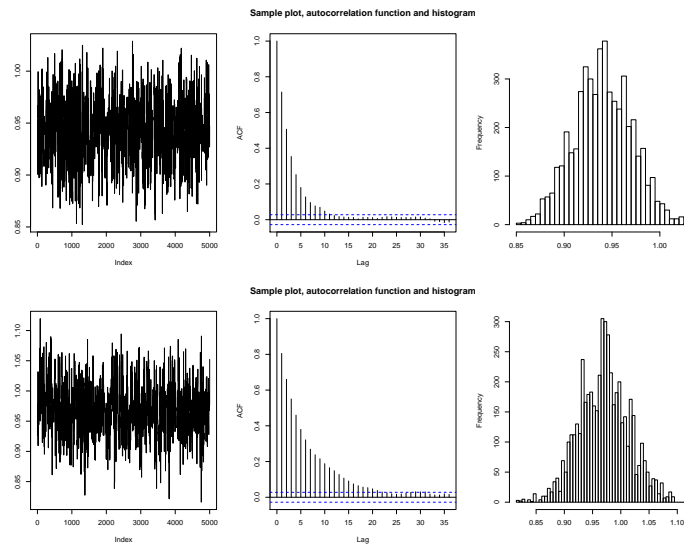 Sample plot, autocorrelation function and histogram
0.85 0.90 0.95 1.00
0 1000 2000 3000 4000 5000
Index
ACF
0.0 0.2 0.4 0.6 0.8 1.0
0 5 10 15 20 25 30 35
Lag
Frequency
0 100 200 300
0.85 0.90 0.95 1.00
Sample plot, autocorrelation function and histogram
0.85 0.90 0.95 1.00 1.05 1.10
0 1000 2000 3000 4000 5000
Index
ACF
0.0 0.2 0.4 0.6 0.8 1.0
0 5 10 15 20 25 30 35
Lag
Frequency
0 50 100 150 200 300
0.85 0.90 0.95 1.00 1.05 1.10